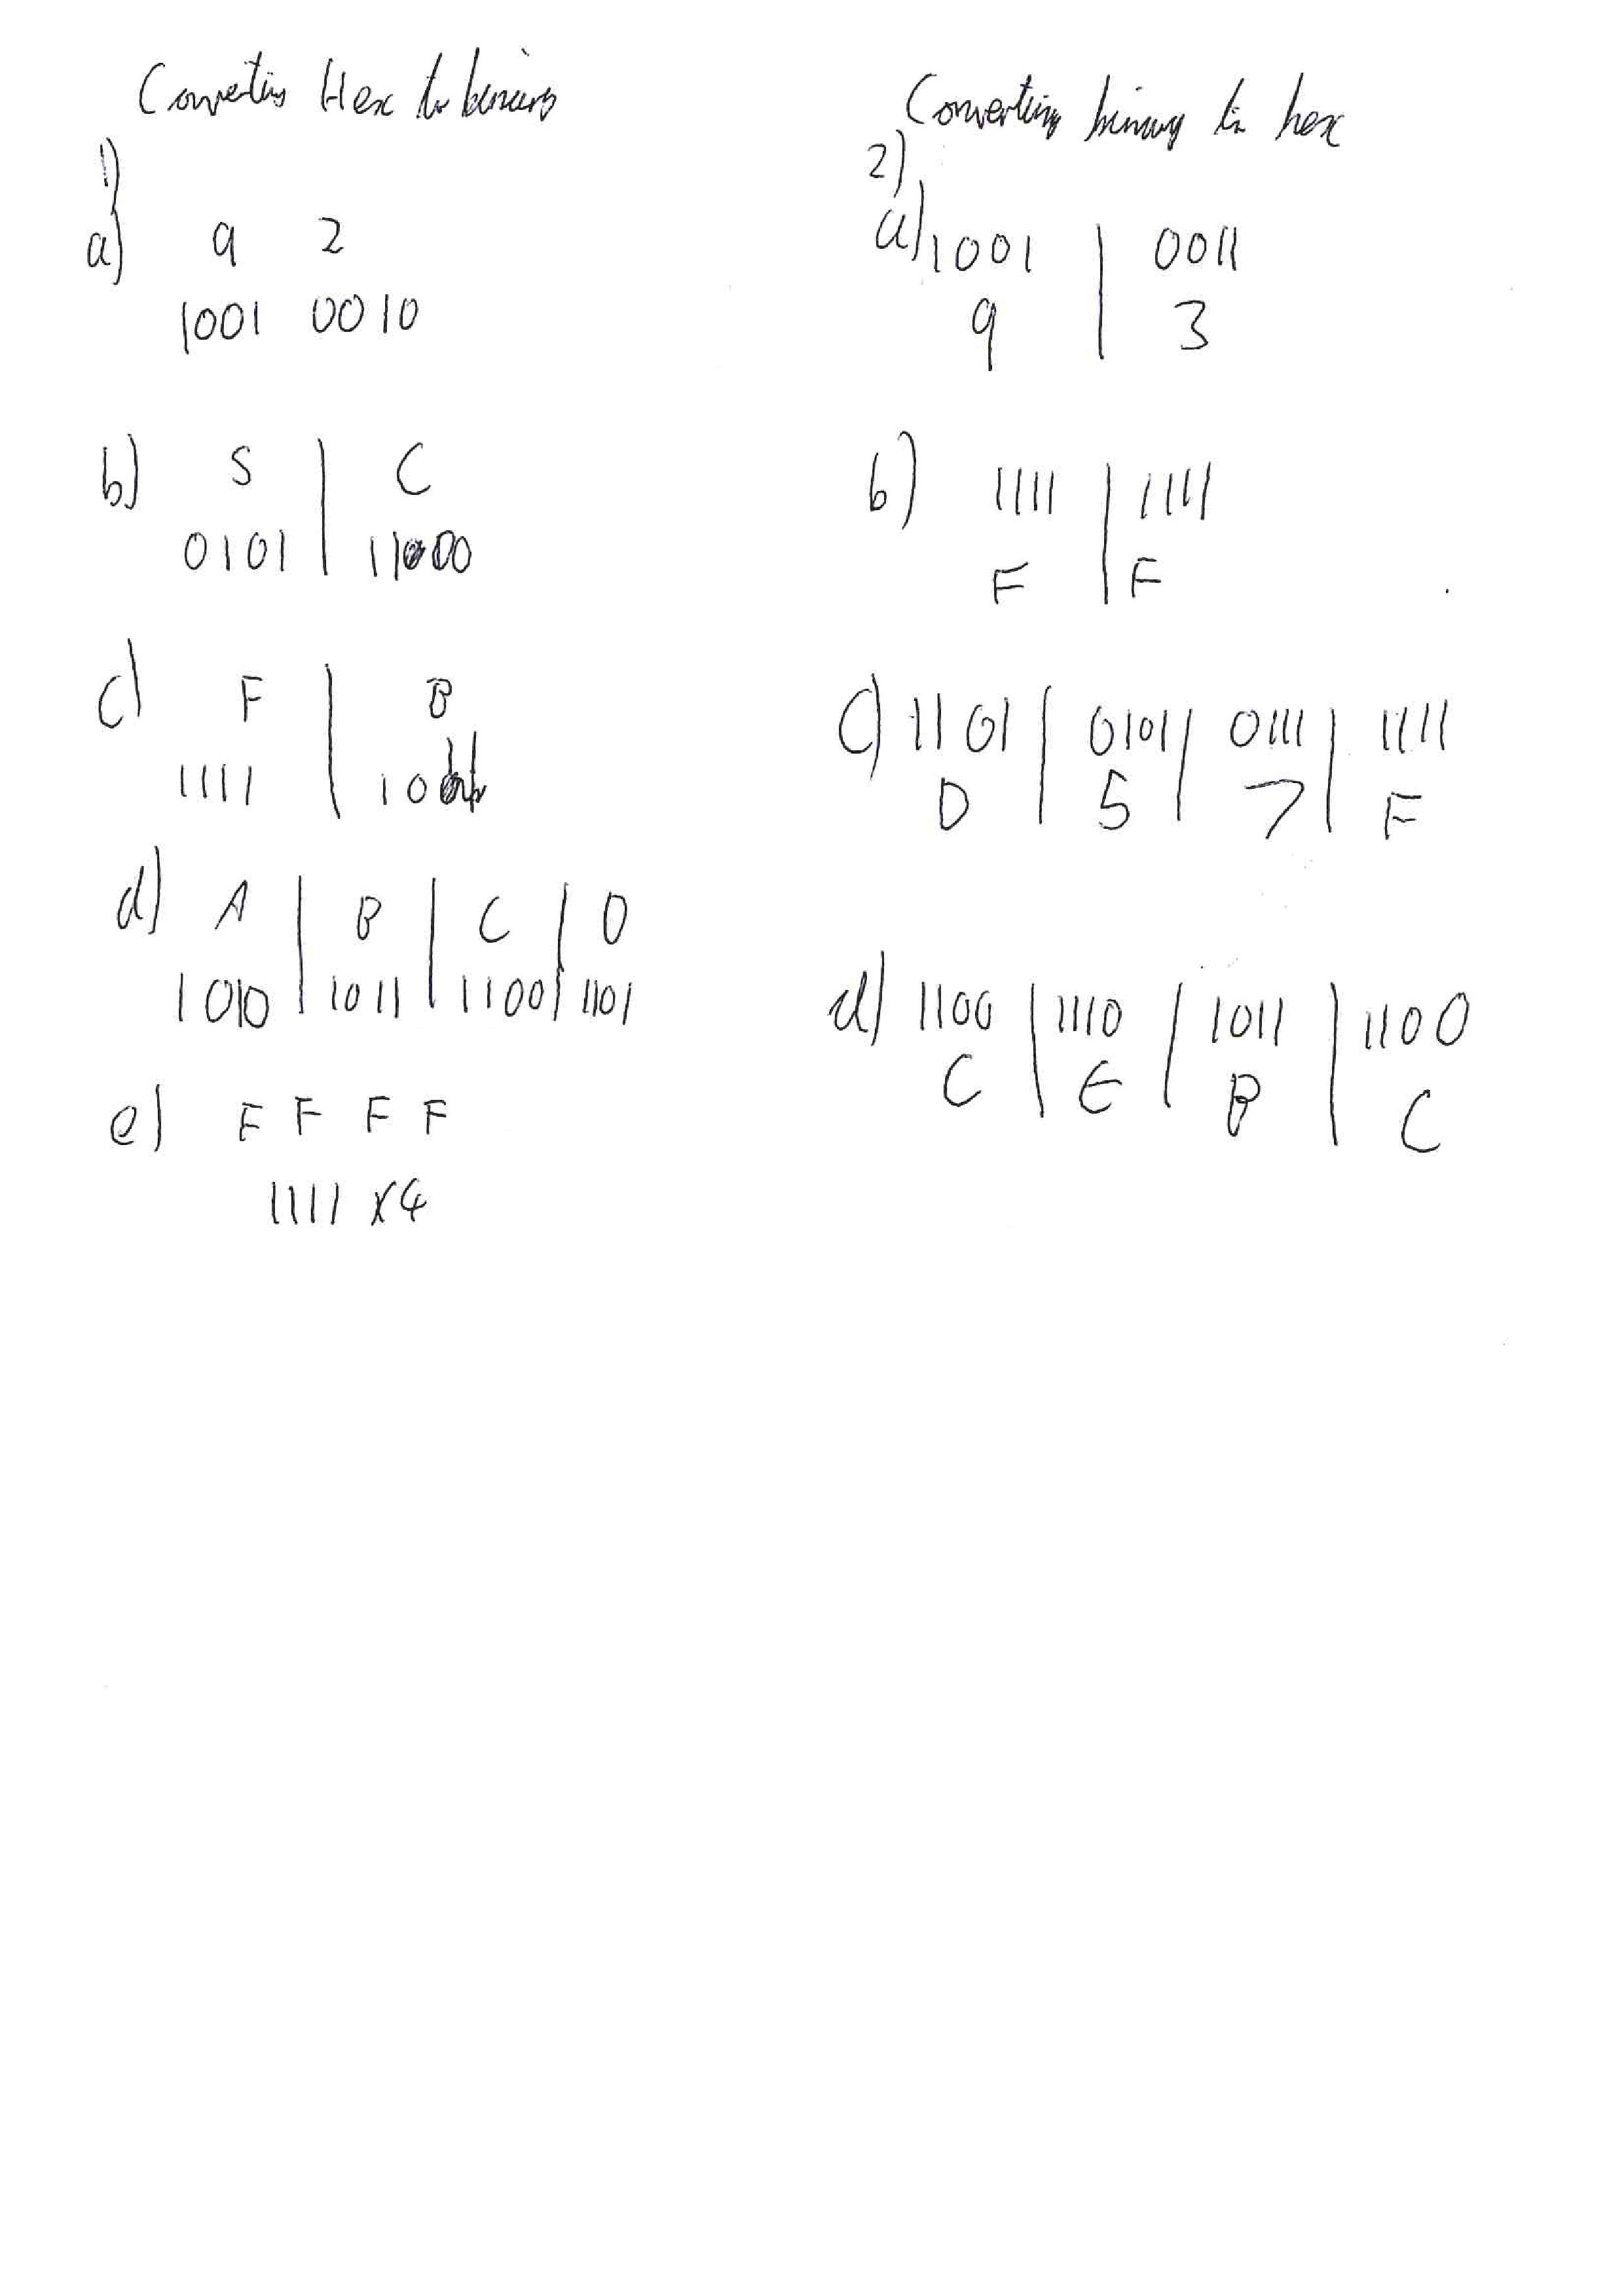 Converting Hex to binary
1)
a) 9 2
1001 0010
b) 5 | C
0101 | 1100
c) F | B
1111 |
d) A | B | C | D
1010 | 1011 | 1100 | 1101
e) F F F F
1111 x4
Converting binary to hex
2)
a) 1001 | 0011
9 | 3
b) 1111 | 1111
F | F
c) 1101 | 0101 | 0111 | 1111
D | 5 | 7 | F
d) 1100 | 1110 | 1011 | 1100
C | E | B | C